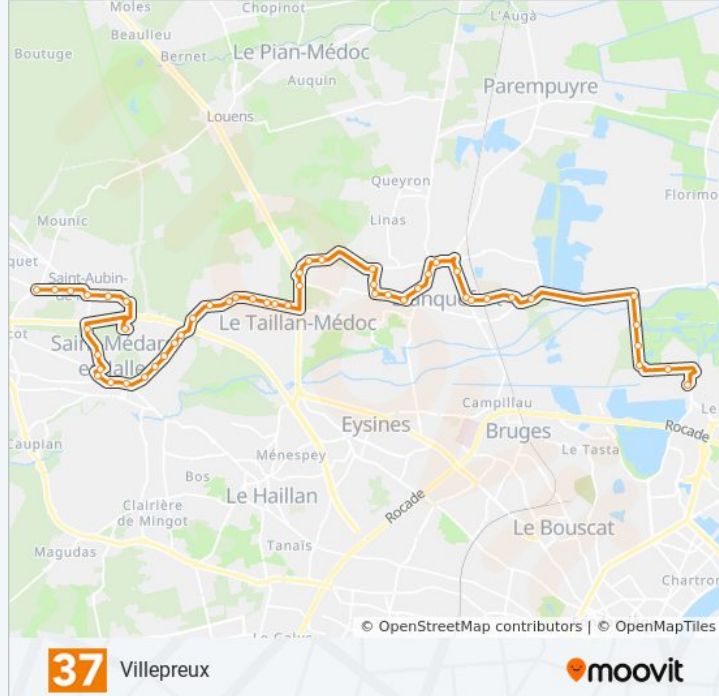 Moles
Chopinot
L'Augà
Beaulieu
Boutuge
Bernet
Le Pian-Médoc
Auquin
Parempuyre
Louens
Queyron
Florimo
Mounic
Linas
quet
Saint-Aubin-
Le Taillan-Médoc
cot
Campillau
Le
Eysines
Bruges
Rocade
Cauplan
Ménespey
Le Tasta
Bos
Le Haillan
Clairière
de Mingot
Rocade
Le Bouscat
Magudas
Tanaïs
Chartron
© OpenStreetMap contributors | © OpenMapTiles
37 Villepreux
moovit